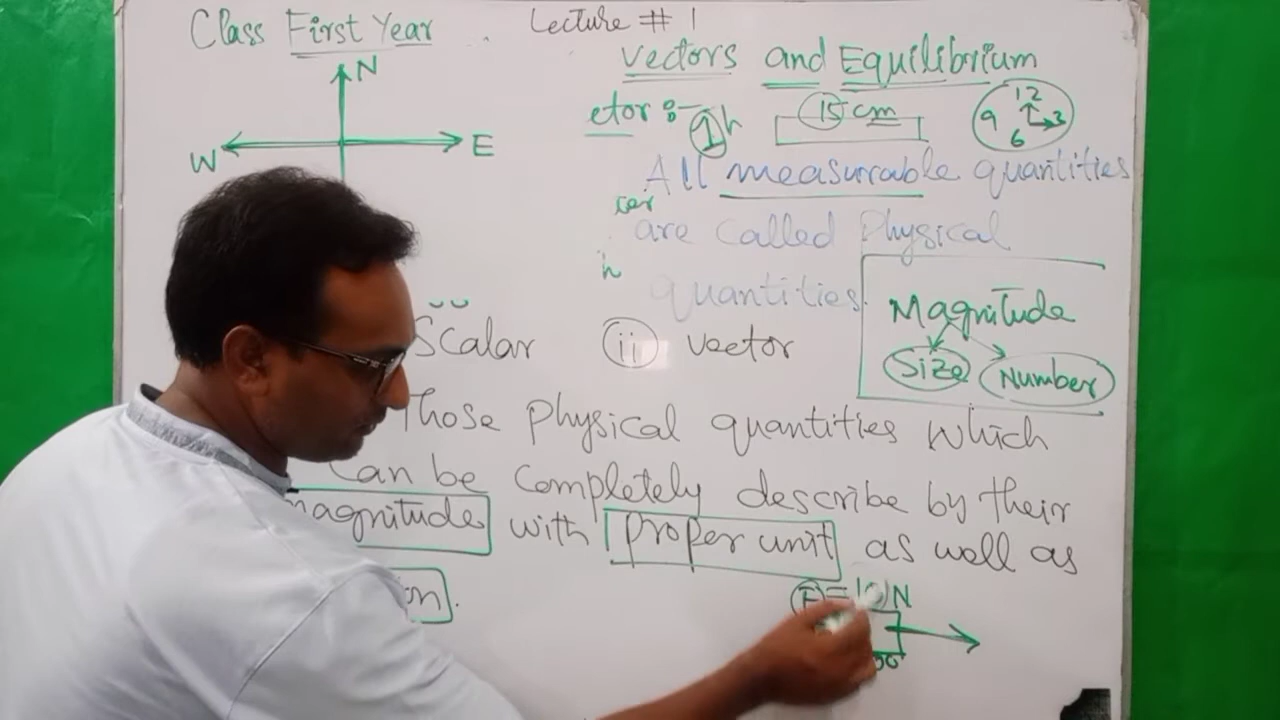 Class First Year
Lecture # 1
Vectors and Equilibrium
N
W
E
etor :- 1 h
15 cm
12
9
3
6
All measurable quantities
are called Physical
h
quantities.
Magnitude
Size
Number
Scalar
(ii) vector
Those Physical quantities which
Can be Completely describe by their
magnitude with proper unit as well as
on.
F = 10 N